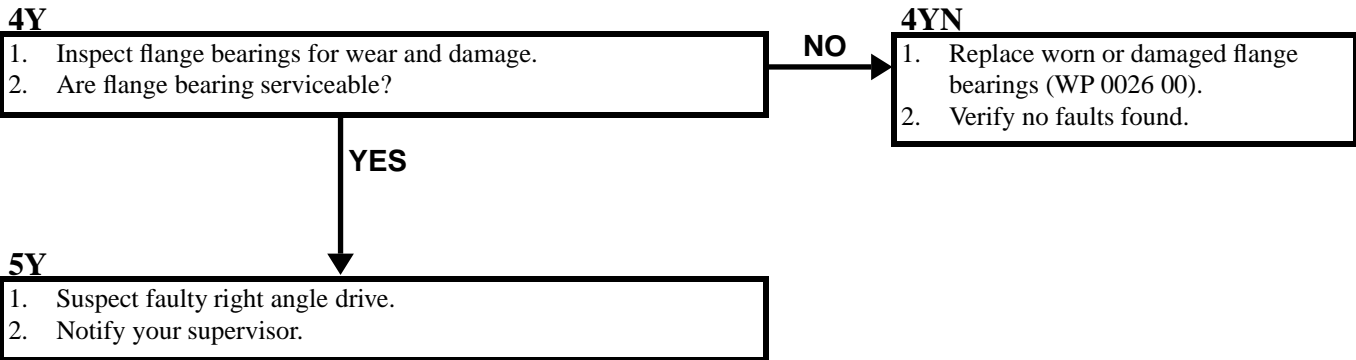 4Y
1. Inspect flange bearings for wear and damage.
2. Are flange bearing serviceable?
NO
4YN
1. Replace worn or damaged flange
bearings (WP 0026 00).
2. Verify no faults found.
YES
5Y
1. Suspect faulty right angle drive.
2. Notify your supervisor.